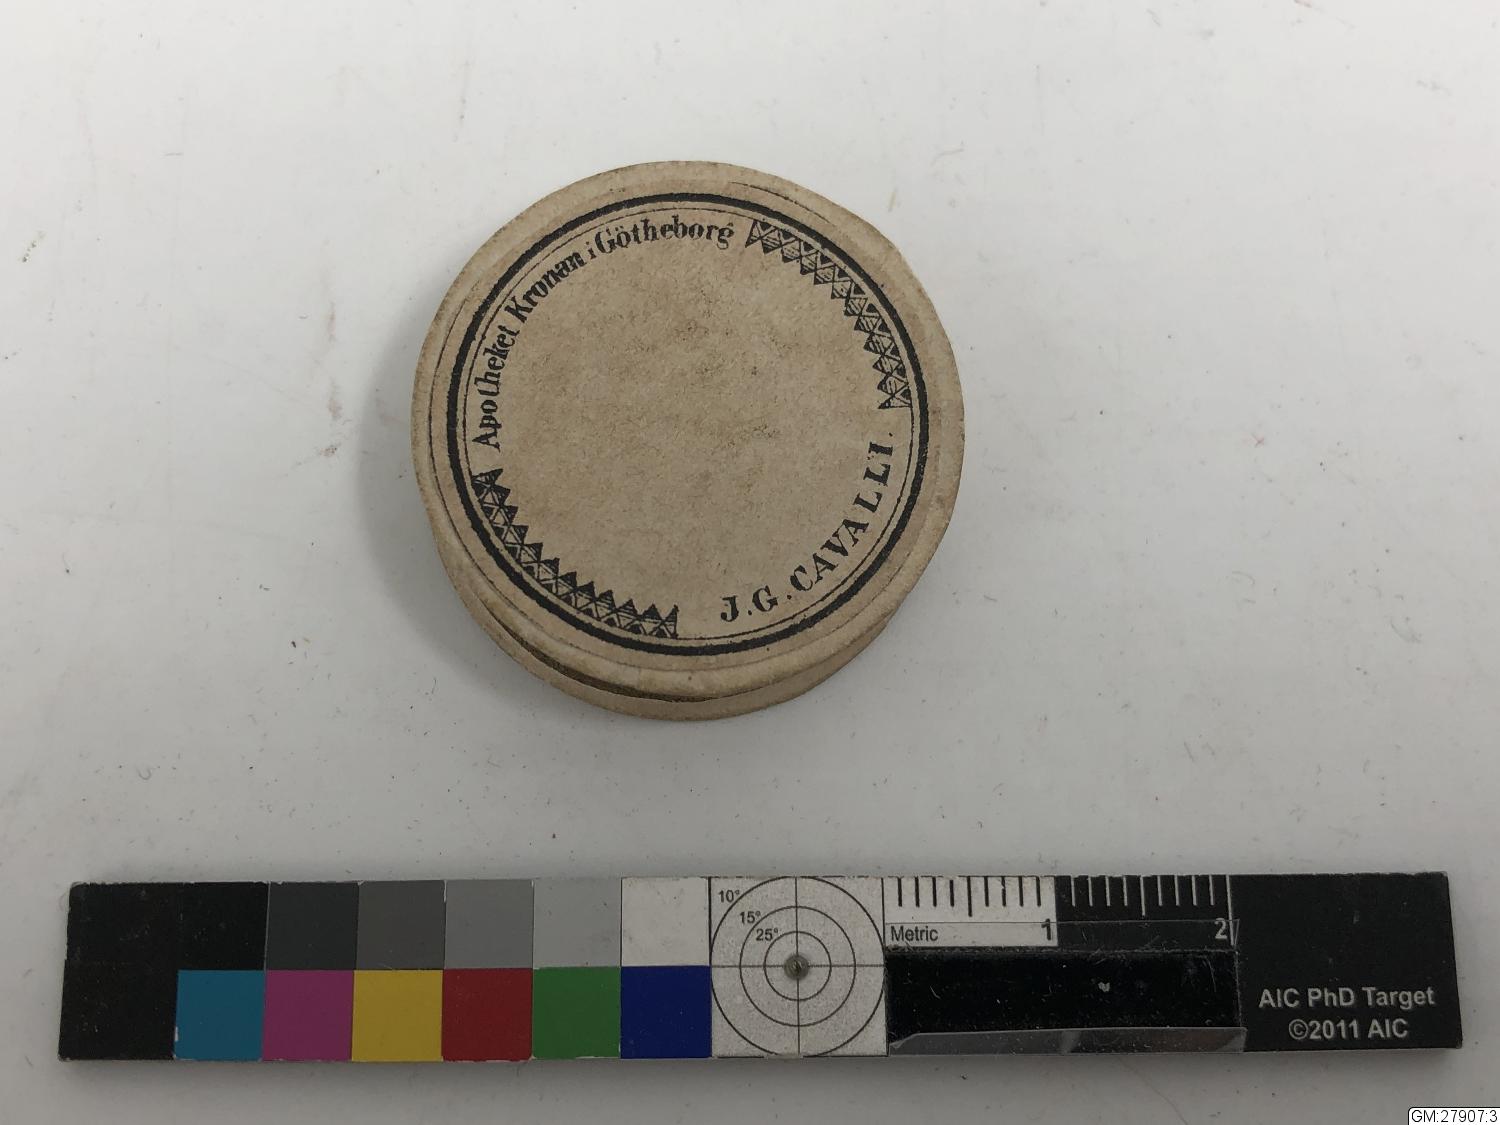 Apotheket Kronan i Götheborg
J. G. CAVALLI.
10°
15°
25°
Metric
1
2
AIC PhD Target
©2011 AIC
GM:27907:3